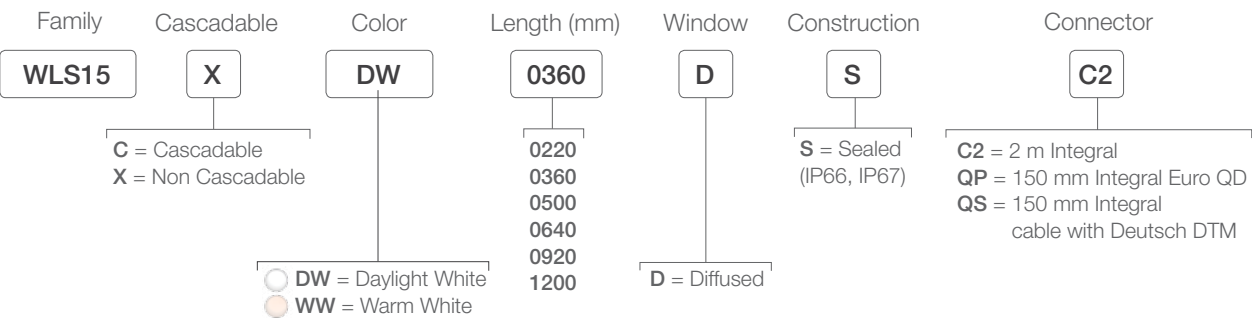 Family Cascadable Color Length (mm) Window Construction Connector
WLS15 X DW 0360 D S C2
C = Cascadable
X = Non Cascadable
DW = Daylight White
WW = Warm White
0220
0360
0500
0640
0920
1200
D = Diffused
S = Sealed
(IP66, IP67)
C2 = 2 m Integral
QP = 150 mm Integral Euro QD
QS = 150 mm Integral
cable with Deutsch DTM